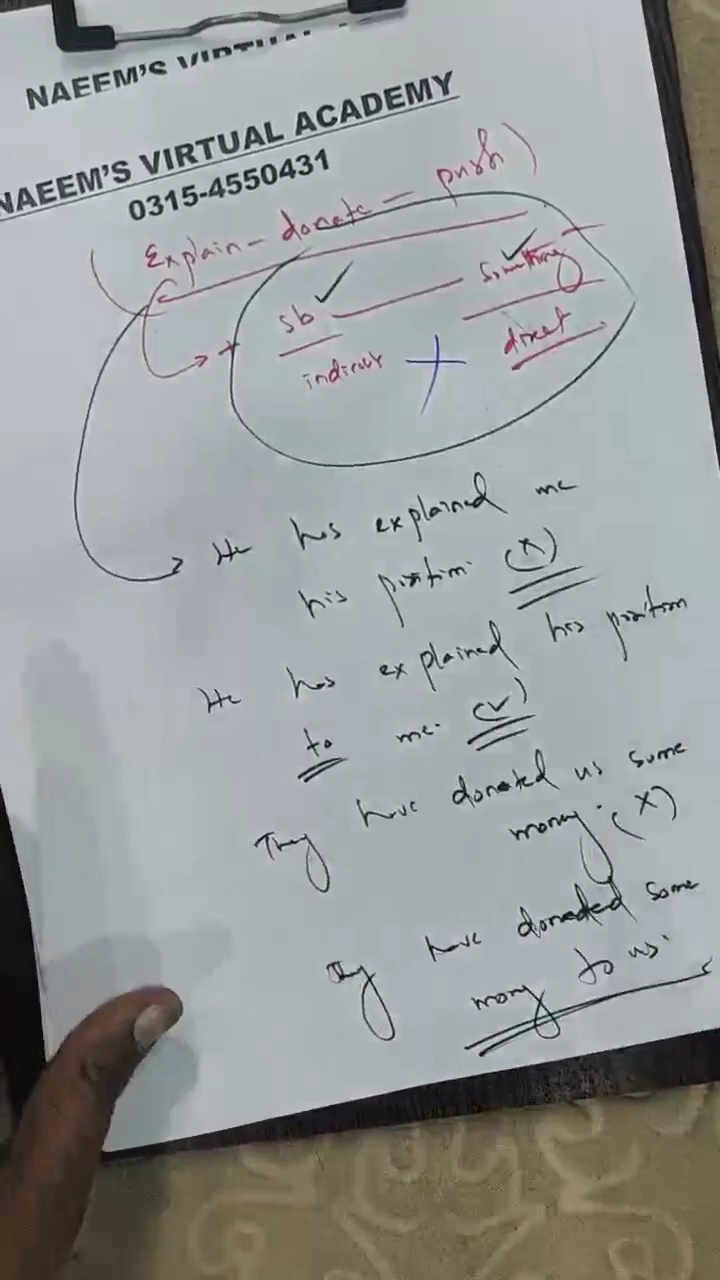 NAEEM'S VIRTUAL
NAEEM'S VIRTUAL ACADEMY
0315-4550431
(Explain - donate - push)
+ sb ✓ something ✓
indirect + direct
He has explained me
his position. (X)
He has explained his position
to me. (✓)
They have donated us some
money. (X)
They have donated some
money to us.